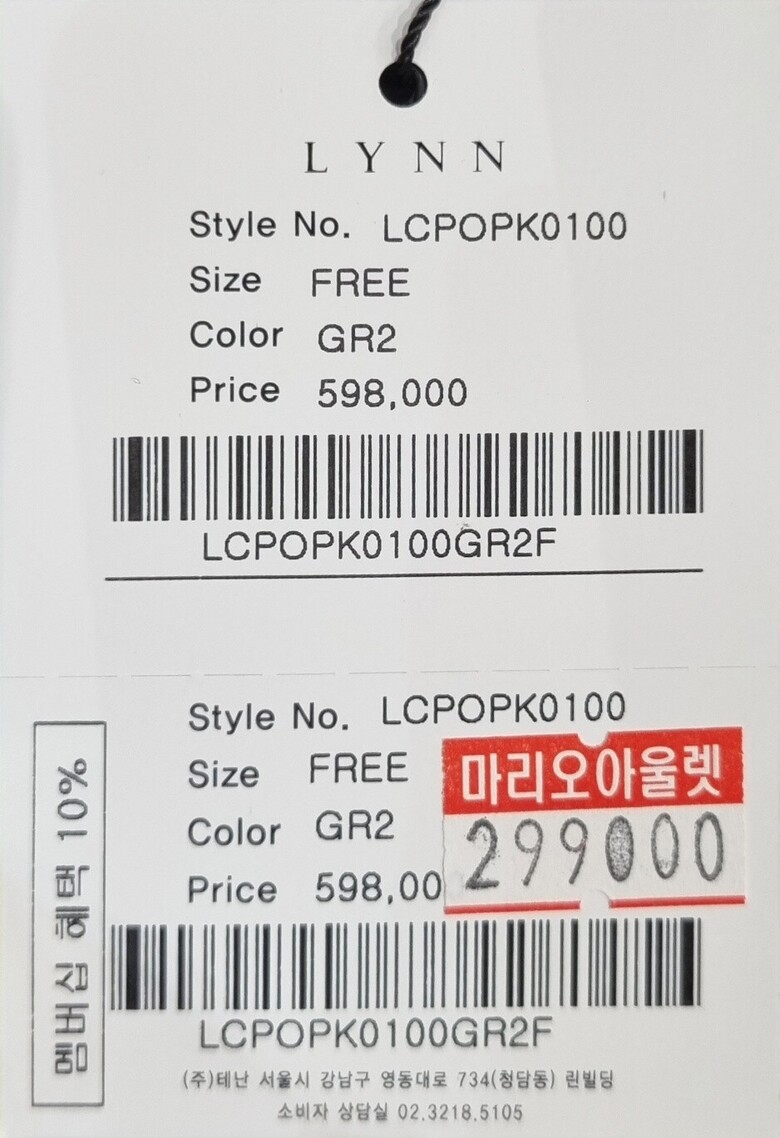 LYNN
Style No. LCPOPK0100
Size FREE
Color GR2
Price 598,000
LCPOPK0100GR2F
Style No. LCPOPK0100
Size FREE
Color GR2
Price 598,00
마리오아울렛
299000
멤버십 혜택 10%
LCPOPK0100GR2F
(주)테난 서울시 강남구 영동대로 734(청담동) 린빌딩
소비자 상담실 02.3218.5105